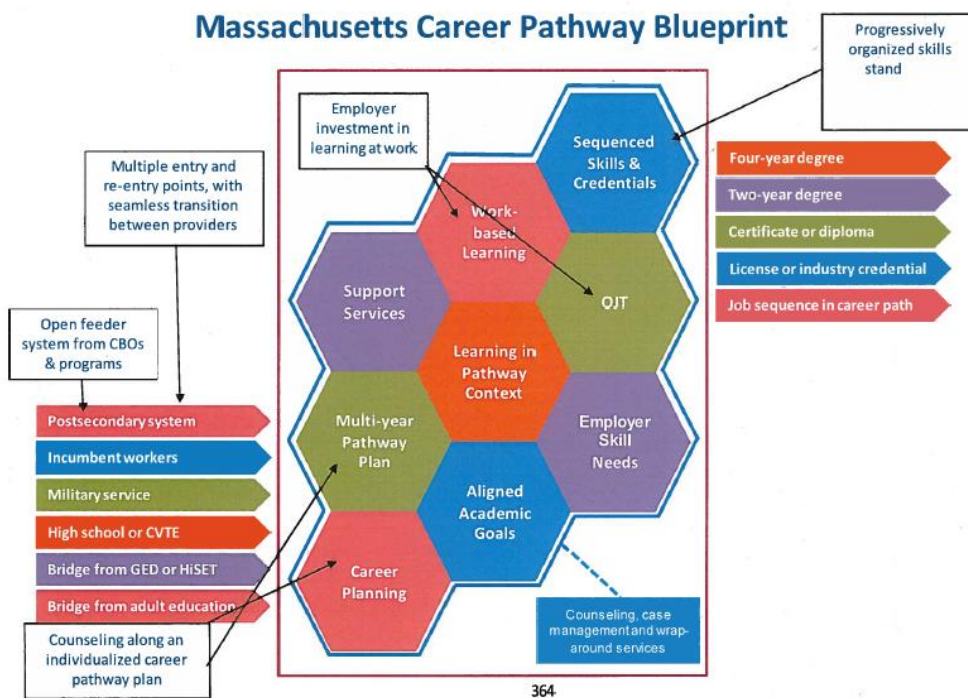 Massachusetts Career Pathway Blueprint
Progressively
organized skills
stand
Employer
investment in
learning at work
Multiple entry and
re-entry points, with
seamless transition
between providers
Open feeder
system from CBOs
& programs
Sequenced
Skills &
Credentials
Work-
based
Learning
Support
Services
OJT
Learning in
Pathway
Context
Multi-year
Pathway
Plan
Employer
Skill
Needs
Aligned
Academic
Goals
Career
Planning
Four-year degree
Two-year degree
Certificate or diploma
License or industry credential
Job sequence in career path
Postsecondary system
Incumbent workers
Military service
High school or CVTE
Bridge from GED or HiSET
Bridge from adult education
Counseling along an
individualized career
pathway plan
Counseling, case
management and wrap-
around services
364